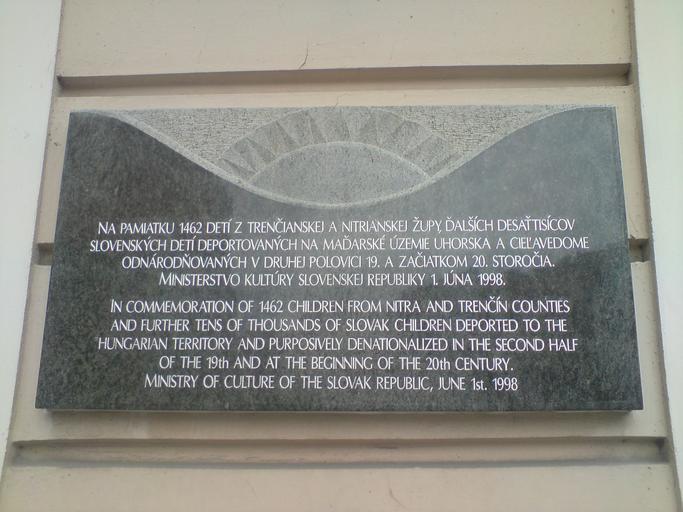 NA PAMIATKU 1462 DETÍ Z TRENČIANSKEJ A NITRIANSKEJ ŽUPY, ĎALŠÍCH DESAŤTISÍCOV
SLOVENSKÝCH DETÍ DEPORTOVANÝCH NA MAĎARSKÉ ÚZEMIE UHORSKA A CIEĽAVEDOME
ODNÁRODŇOVANÝCH V DRUHEJ POLOVICI 19. A ZAČIATKOM 20. STOROČIA.
MINISTERSTVO KULTÚRY SLOVENSKEJ REPUBLIKY 1. JÚNA 1998.
IN COMMEMORATION OF 1462 CHILDREN FROM NITRA AND TRENČÍN COUNTIES
AND FURTHER TENS OF THOUSANDS OF SLOVAK CHILDREN DEPORTED TO THE
HUNGARIAN TERRITORY AND PURPOSIVELY DENATIONALIZED IN THE SECOND HALF
OF THE 19th AND AT THE BEGINNING OF THE 20th CENTURY.
MINISTRY OF CULTURE OF THE SLOVAK REPUBLIC, JUNE 1st. 1998